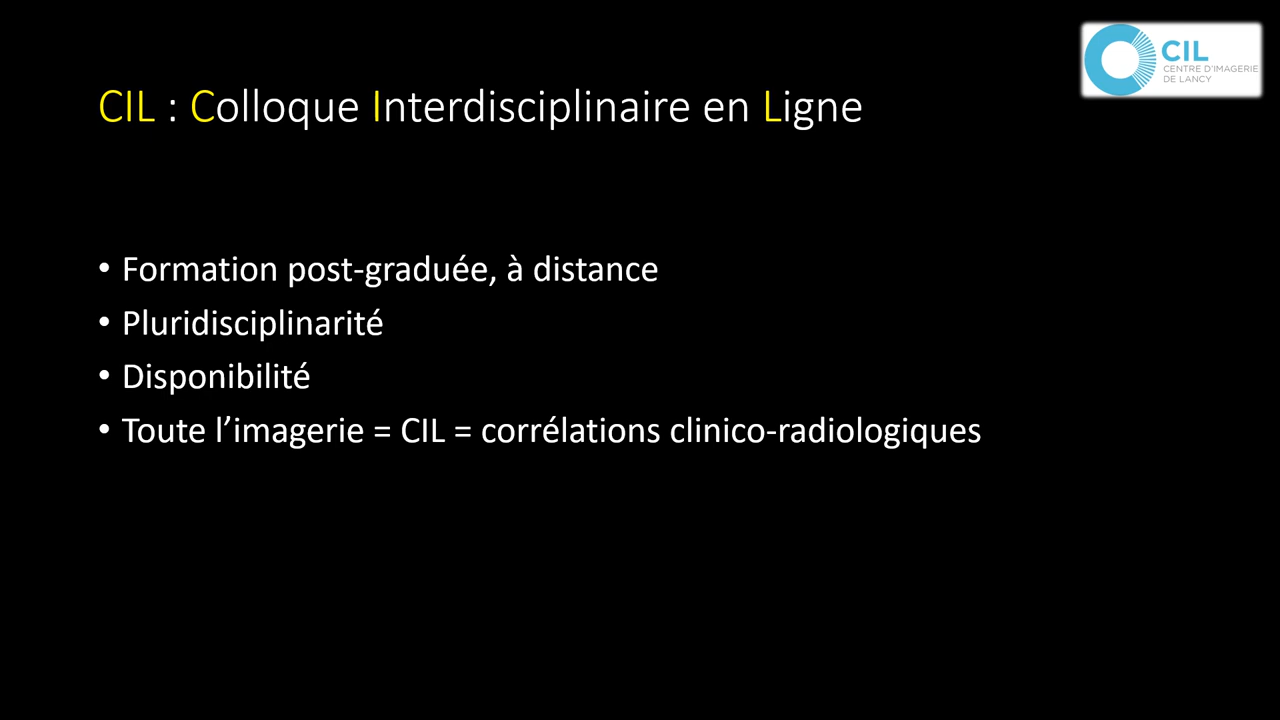 CIL
CENTRE D'IMAGERIE
DE LANCY
CIL : Colloque Interdisciplinaire en Ligne
• Formation post-graduée, à distance
• Pluridisciplinarité
• Disponibilité
• Toute l’imagerie = CIL = corrélations clinico-radiologiques